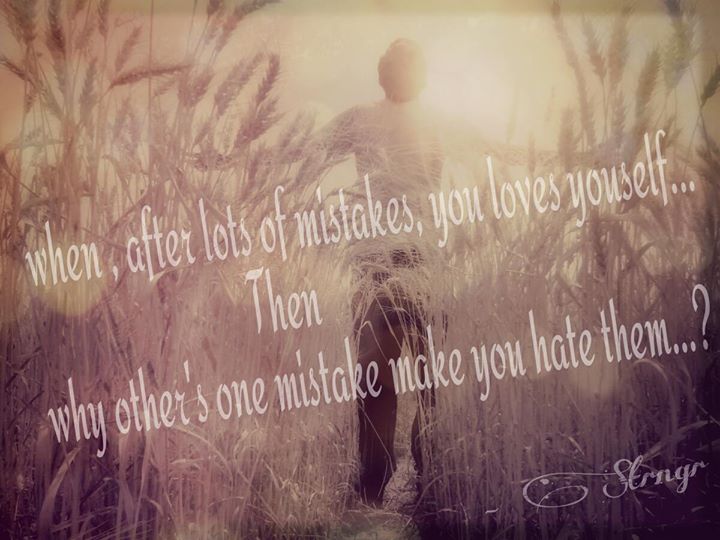 when , after lots of mistakes, you loves youself...
Then
why other's one mistake make you hate them...?
~ Strngr